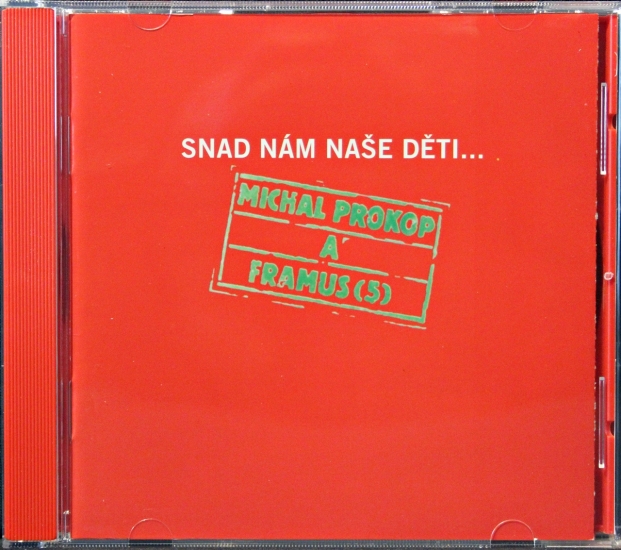 SNAD NÁM NAŠE DĚTI...
MICHAL PROKOP
A
FRAMUS (5)